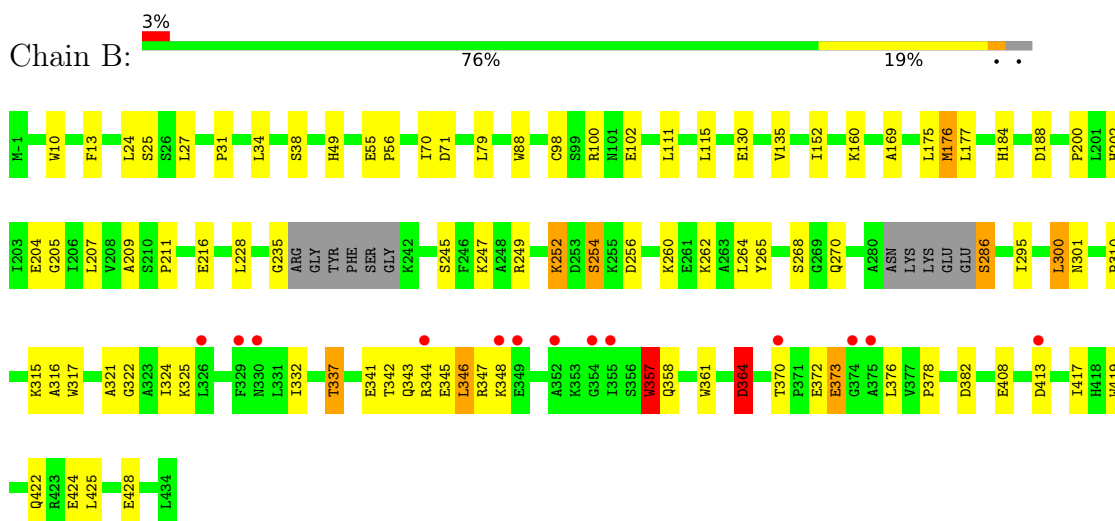 3%
Chain B:
76% 19% • •
M-1 W10 F13 L24 S25 S26 L27 P31 L34 S38 H49 E55 P56 I70 D71 L79 W88 C98 S99 R100 N101 E102 L111 L115 E130 V135 I152 K160 A169 L175 M176 L177 H184 D188 P200 L201 H202
I203 E204 G205 I206 L207 V208 A209 S210 P211 E216 L228 G235 ARG GLY TYR PHE SER GLY K242 S245 F246 K247 A248 R249 K252 D253 S254 K255 D256 K260 E261 K262 A263 L264 Y265 S268 G269 Q270 A280 ASN LYS LYS GLU GLU S286 I295 L300 N301
K315 A316 W317 A321 G322 A323 I324 K325 L326 F329 N330 L331 I332 T337 E341 T342 Q343 R344 E345 L346 R347 K348 E349 A352 K353 G354 I355 S356 W357 Q358 W361 D364 T370 P371 E372 E373 G374 A375 L376 V377 P378 D382 E408 D413 I417 H418 W419
Q422 R423 E424 L425 E428 L434